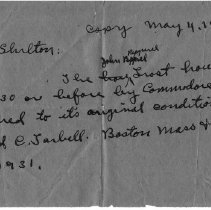 Copy May 4, 1
Shelton:
John Pepperell
The Frost hou
30 or before by Commodore
red to its original condition
d C. Tarbell. Boston Mass &
1931.